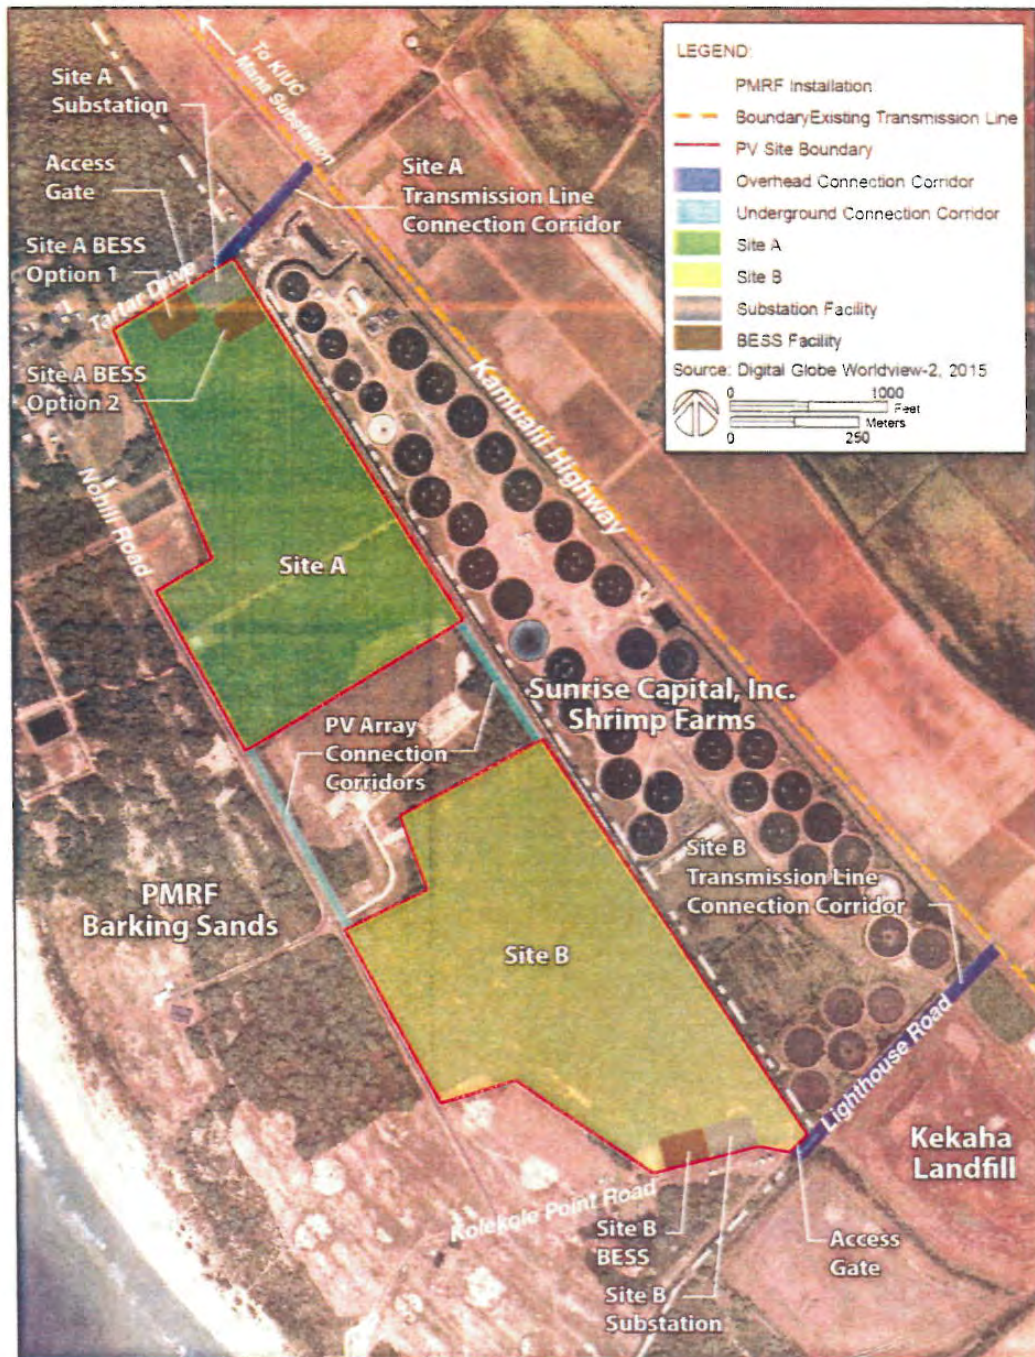 LEGEND:
PMRF Installation
BoundaryExisting Transmission Line
PV Site Boundary
Overhead Connection Corridor
Underground Connection Corridor
Site A
Site B
Substation Facility
BESS Facility
Source: Digital Globe Worldview-2, 2015
0 1000
Feet
Meters
0 250
To KIUC
Mana Substation
Site A
Substation
Access
Gate
Site A
Transmission Line
Connection Corridor
Site A BESS
Option 1
Tartar Drive
Site A BESS
Option 2
Kamualii Highway
Nohili Road
Site A
Sunrise Capital, Inc.
Shrimp Farms
PV Array
Connection
Corridors
Site B
Transmission Line
Connection Corridor
PMRF
Barking Sands
Site B
Lighthouse Road
Kekaha
Landfill
Kolekole Point Road
Site B
BESS
Access
Gate
Site B
Substation